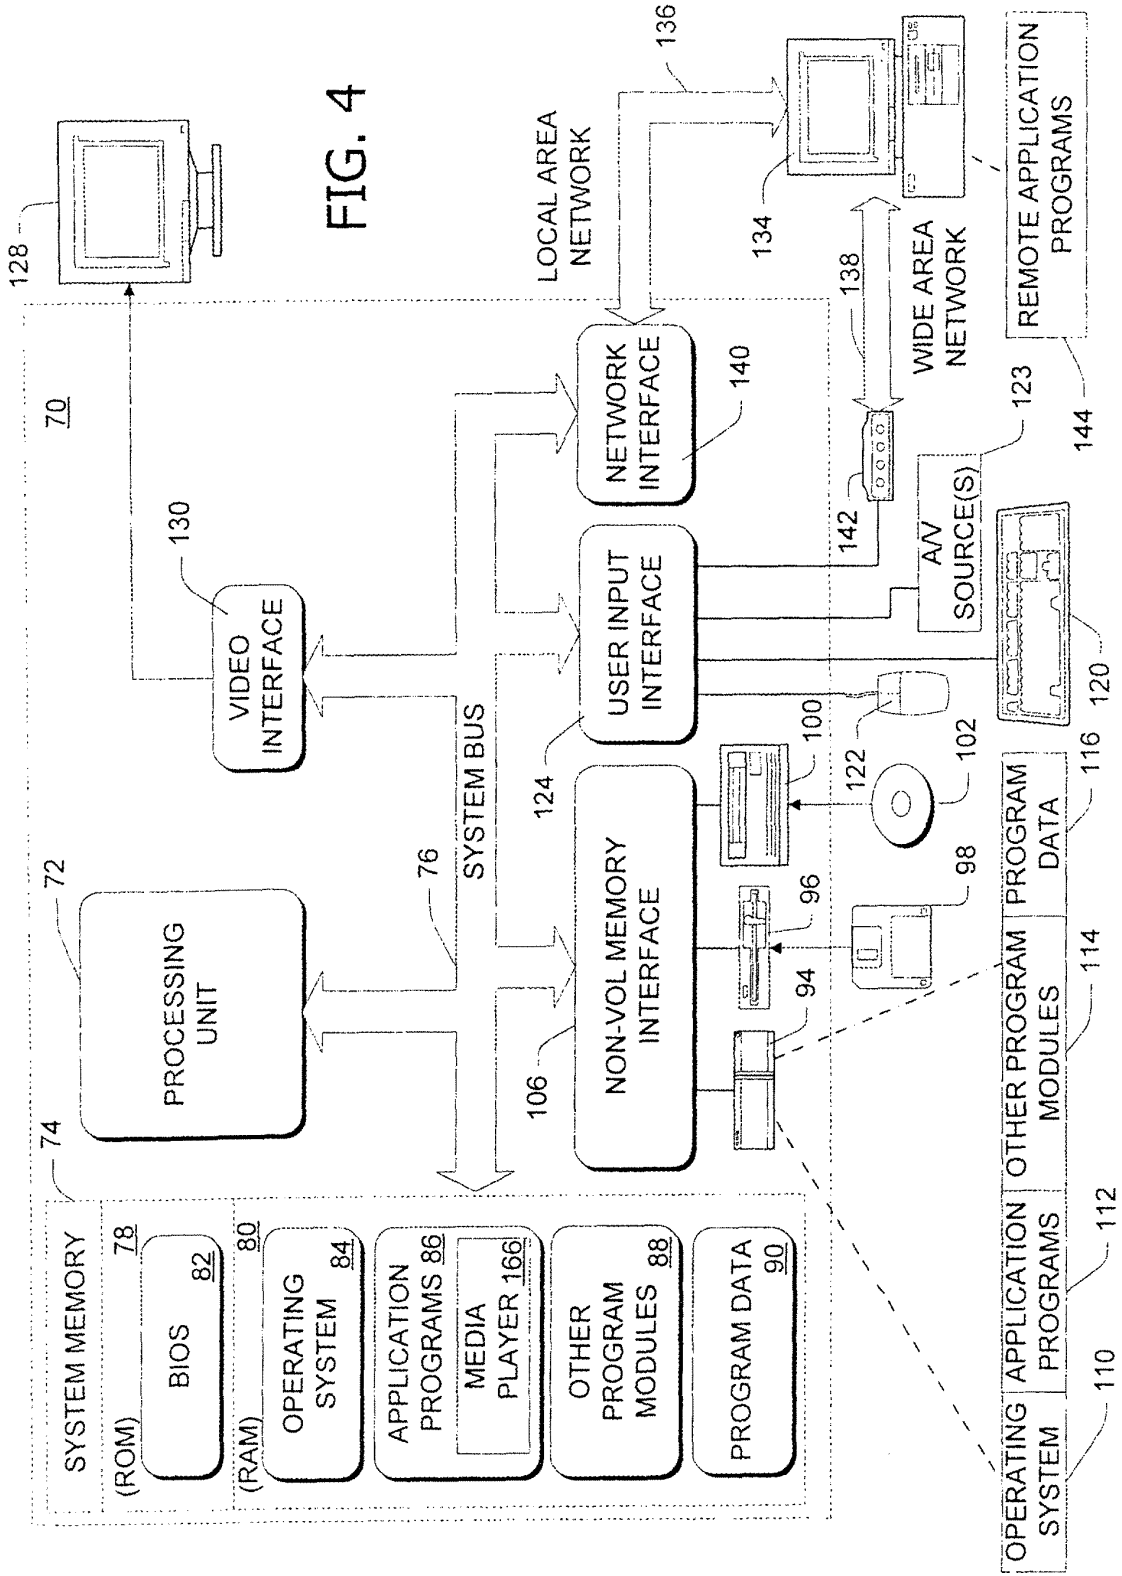 128
FIG. 4
70
SYSTEM MEMORY
74
72
PROCESSING
UNIT
VIDEO
INTERFACE
130
(ROM) 78
BIOS
82
(RAM) 80
OPERATING
SYSTEM
84
APPLICATION
PROGRAMS 86
MEDIA
PLAYER 166
OTHER
PROGRAM
MODULES
88
PROGRAM DATA
90
76
SYSTEM BUS
106
NON-VOL MEMORY
INTERFACE
124
USER INPUT
INTERFACE
NETWORK
INTERFACE
140
LOCAL AREA
NETWORK
136
94
96
100
98
102
122
120
142
138
134
WIDE AREA
NETWORK
A/V
SOURCE(S)
123
REMOTE APPLICATION
PROGRAMS
144
OPERATING
SYSTEM
110
APPLICATION
PROGRAMS
112
OTHER PROGRAM
MODULES
114
PROGRAM
DATA
116